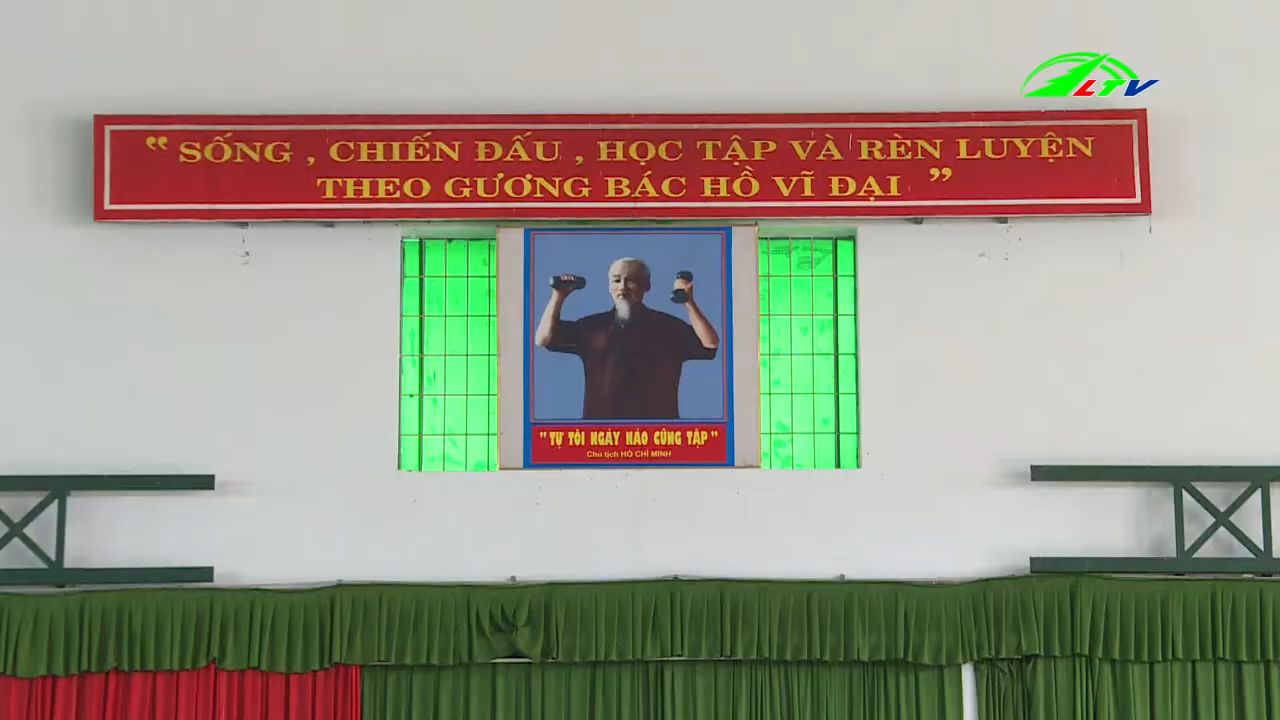 LTV
“ SỐNG , CHIẾN ĐẤU , HỌC TẬP VÀ RÈN LUYỆN
THEO GƯƠNG BÁC HỒ VĨ ĐẠI ”
"TỰ TÔI NGÀY NÀO CŨNG TẬP"
Chủ tịch HỒ CHÍ MINH